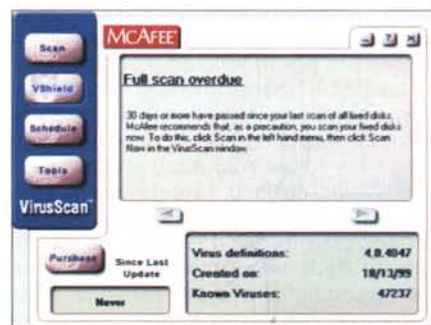 Scan
VShield
Schedule
Tools
VirusScan™
McAFEE
Full scan overdue
30 days or more have passed since your last scan of all fixed disks.
McAfee recommends that, as a precaution, you scan your fixed disks
now. To do this, click Scan in the left hand menu, then click Scan
Now in the VirusScan window.
Purchase
Since Last
Update
Never
Virus definitions: 4.0.4047
Created on: 10/13/99
Known Viruses: 47237